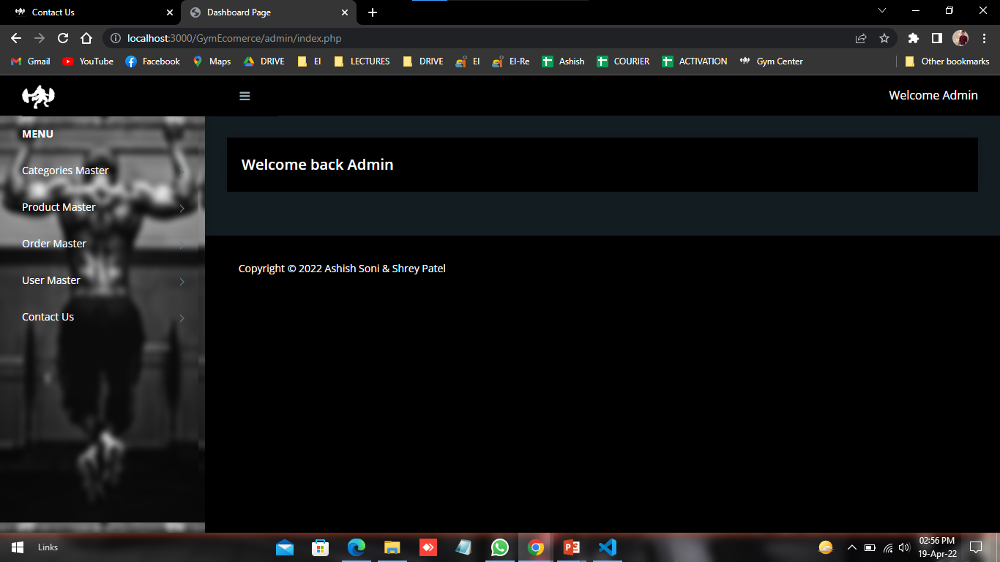 Contact Us
Dashboard Page
localhost:3000/GymEcomerce/admin/index.php
Gmail YouTube Facebook Maps DRIVE EI LECTURES DRIVE EI EI-Re Ashish COURIER ACTIVATION Gym Center Other bookmarks
Welcome Admin
MENU
Categories Master
Product Master
Order Master
User Master
Contact Us
Welcome back Admin
Copyright © 2022 Ashish Soni & Shrey Patel
Links
02:56 PM
19-Apr-22